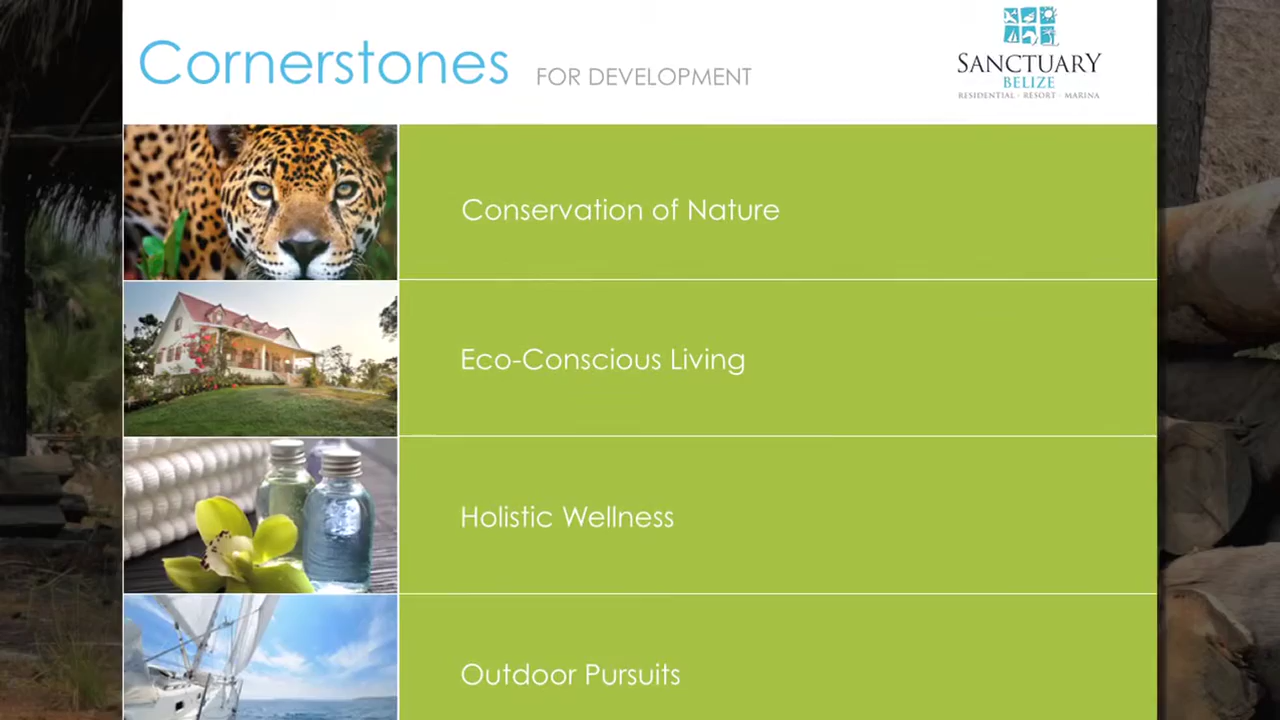 Cornerstones FOR DEVELOPMENT
SANCTUARY
BELIZE
RESIDENTIAL · RESORT · MARINA
Conservation of Nature
Eco-Conscious Living
Holistic Wellness
Outdoor Pursuits